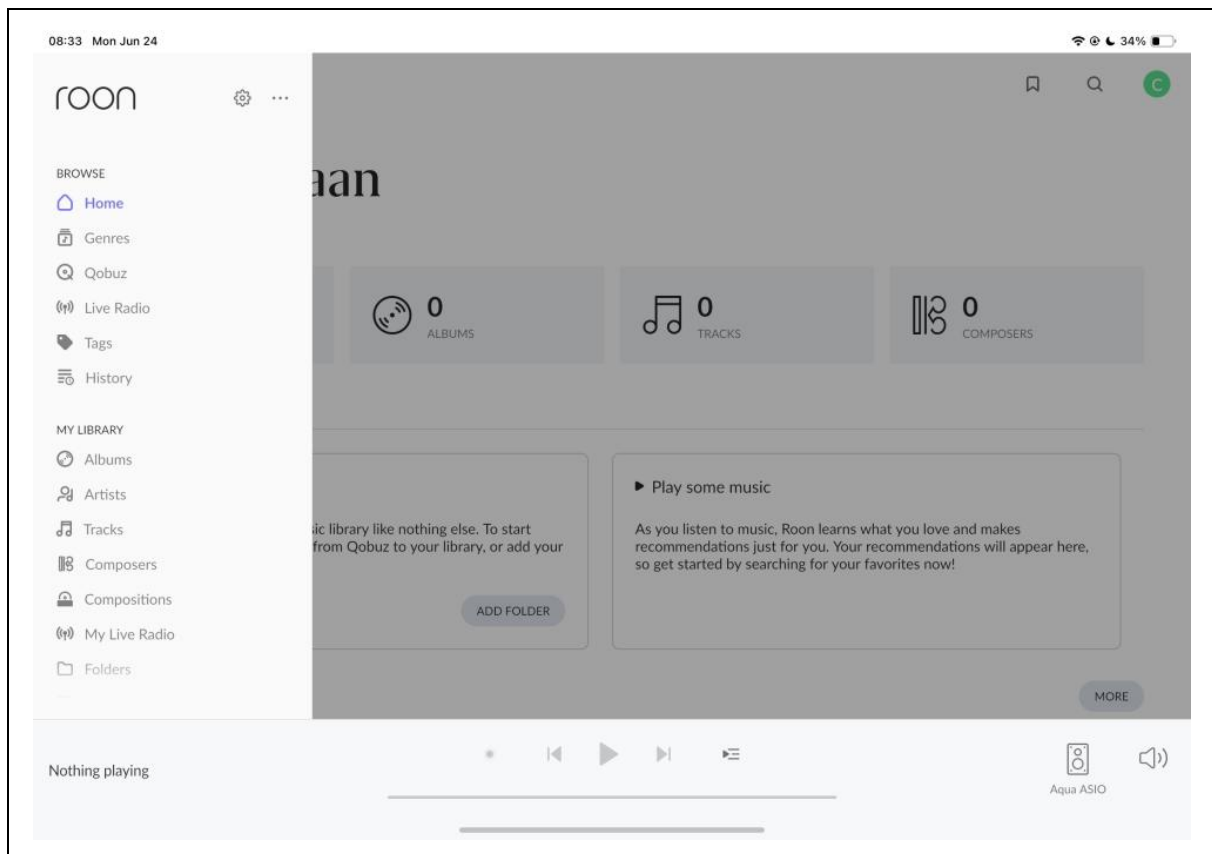 08:33 Mon Jun 24
34%
roon
C
BROWSE
Home
Genres
Qobuz
Live Radio
Tags
History
MY LIBRARY
Albums
Artists
Tracks
Composers
Compositions
My Live Radio
Folders
aan
0
ALBUMS
0
TRACKS
0
COMPOSERS
sic library like nothing else. To start
from Qobuz to your library, or add your
ADD FOLDER
Play some music
As you listen to music, Roon learns what you love and makes
recommendations just for you. Your recommendations will appear here,
so get started by searching for your favorites now!
MORE
Nothing playing
Aqua ASIO